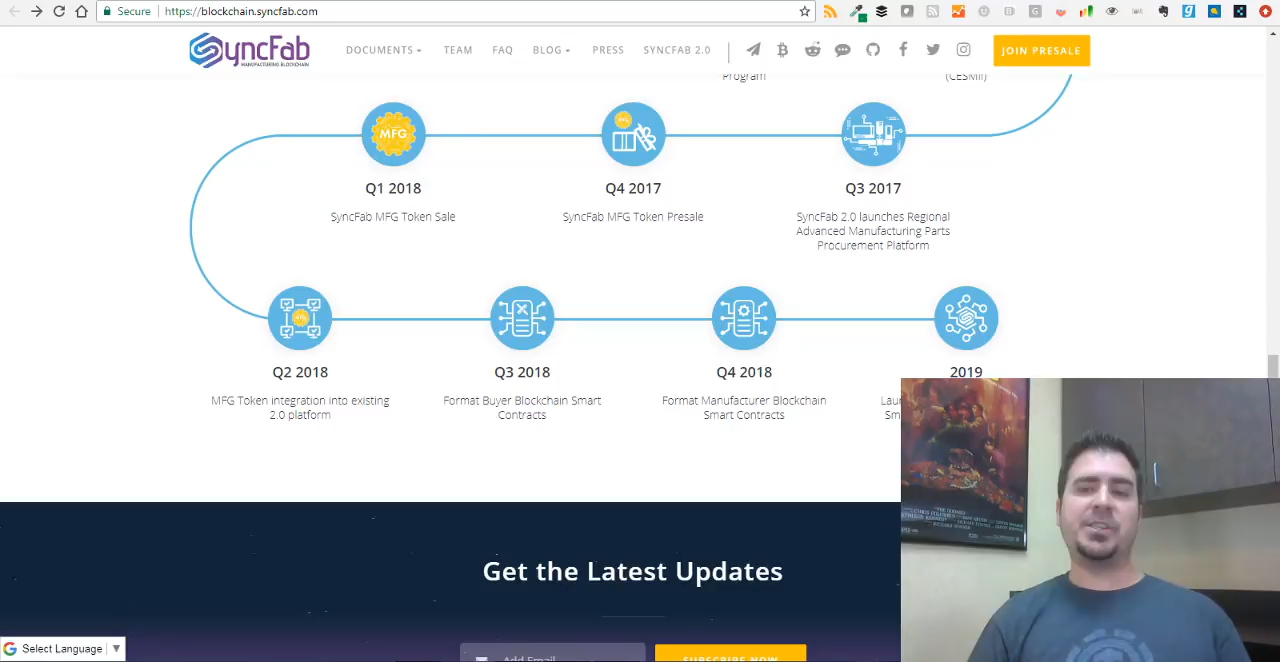 Secure https://blockchain.syncfab.com
SyncFab
MANUFACTURING BLOCKCHAIN
DOCUMENTS TEAM FAQ BLOG PRESS SYNCFAB 2.0 JOIN PRESALE
Program
(CESMII)
MFG
Q1 2018 Q4 2017 Q3 2017
SyncFab MFG Token Sale SyncFab MFG Token Presale SyncFab 2.0 launches Regional
Advanced Manufacturing Parts
Procurement Platform
Q2 2018 Q3 2018 Q4 2018 2019
MFG Token integration into existing
2.0 platform
Format Buyer Blockchain Smart
Contracts
Format Manufacturer Blockchain
Smart Contracts
Get the Latest Updates
Add Email SUBSCRIBE NOW
Select Language